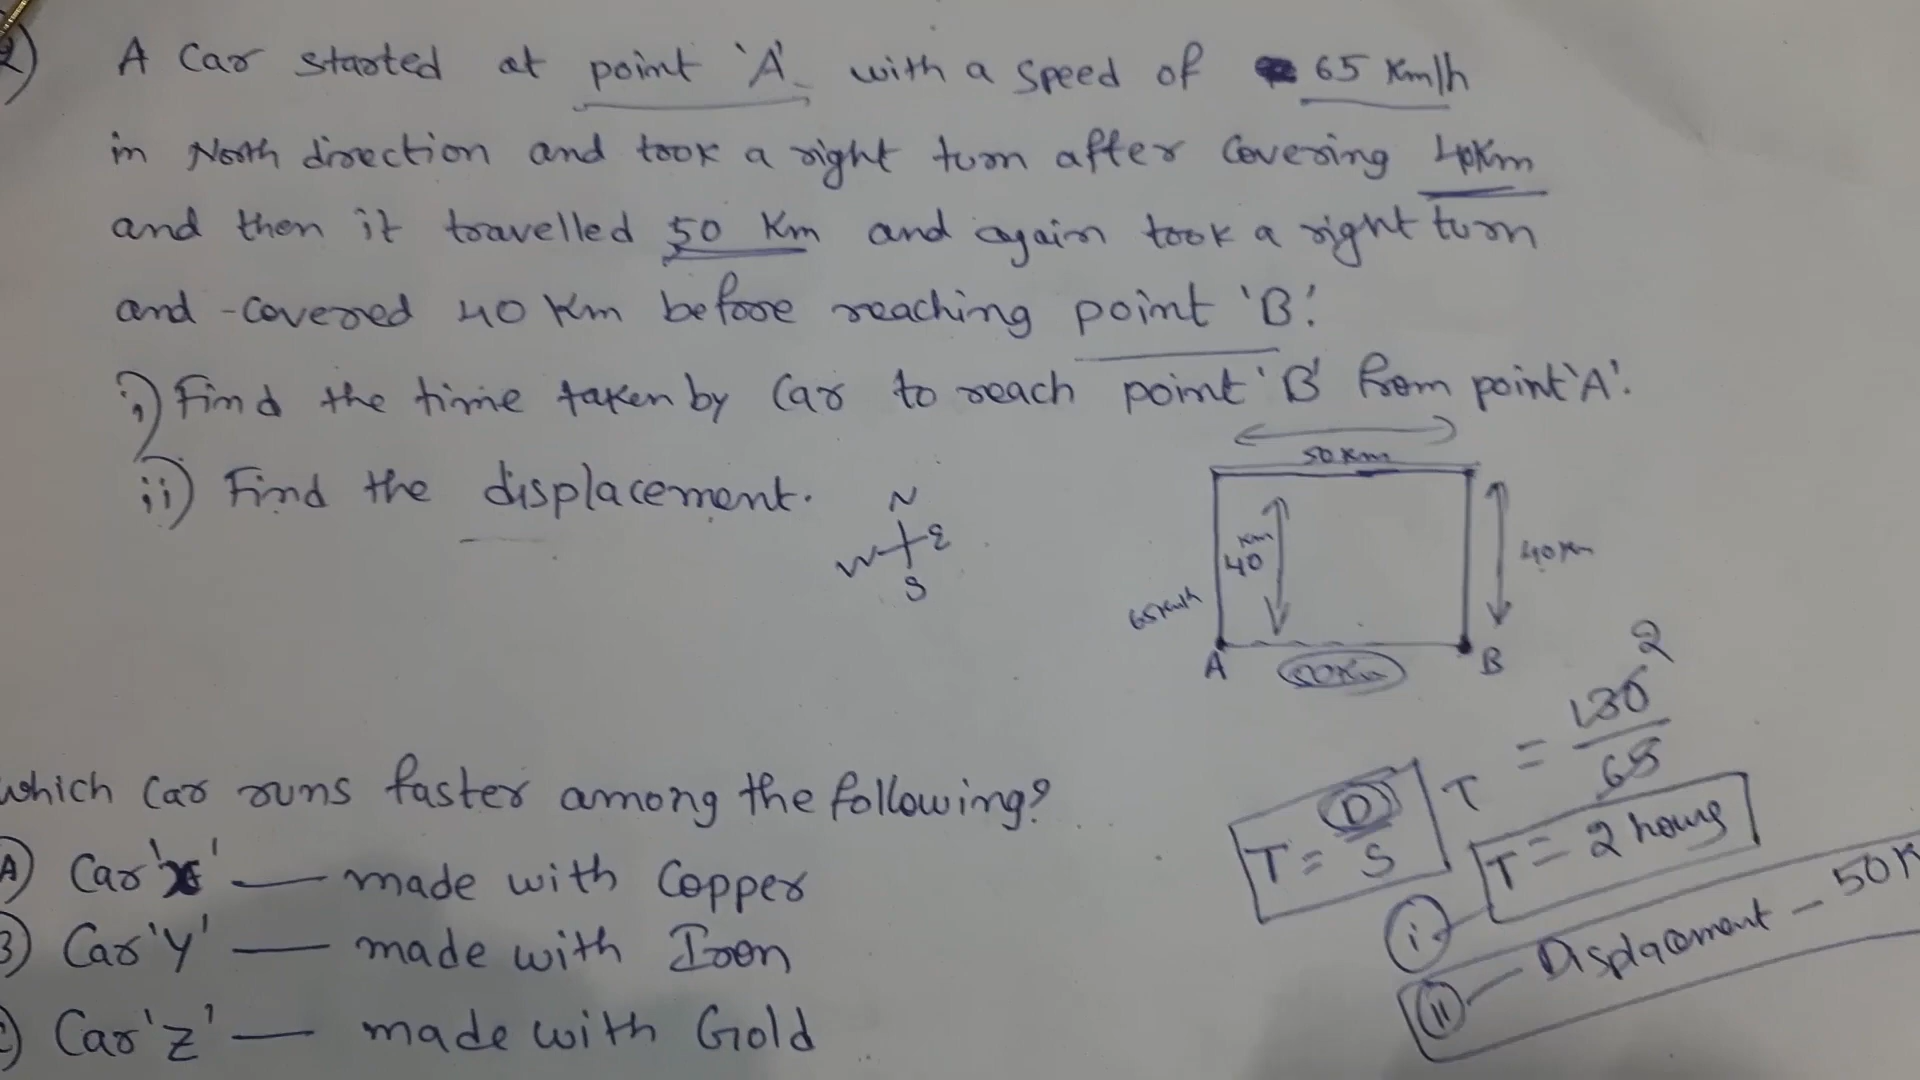 2)
A Car started at point 'A' with a speed of 65 Km/h
in North direction and took a right turn after Covering 40Km
and then it travelled 50 Km and again took a right turn
and covered 40 Km before reaching point 'B'.
i) Find the time taken by Car to reach point 'B' from point 'A'.
ii) Find the displacement.
N
W E
S
50 Km
40 Km
40 Km
65 Km/h
A
50Km
B
T = 130/65
2
T = D/S
T = 2 hours
i
ii Displacement - 50 K
which Car runs faster among the following?
A) Car 'X' — made with Copper
B) Car 'Y' — made with Iron
C) Car 'Z' — made with Gold